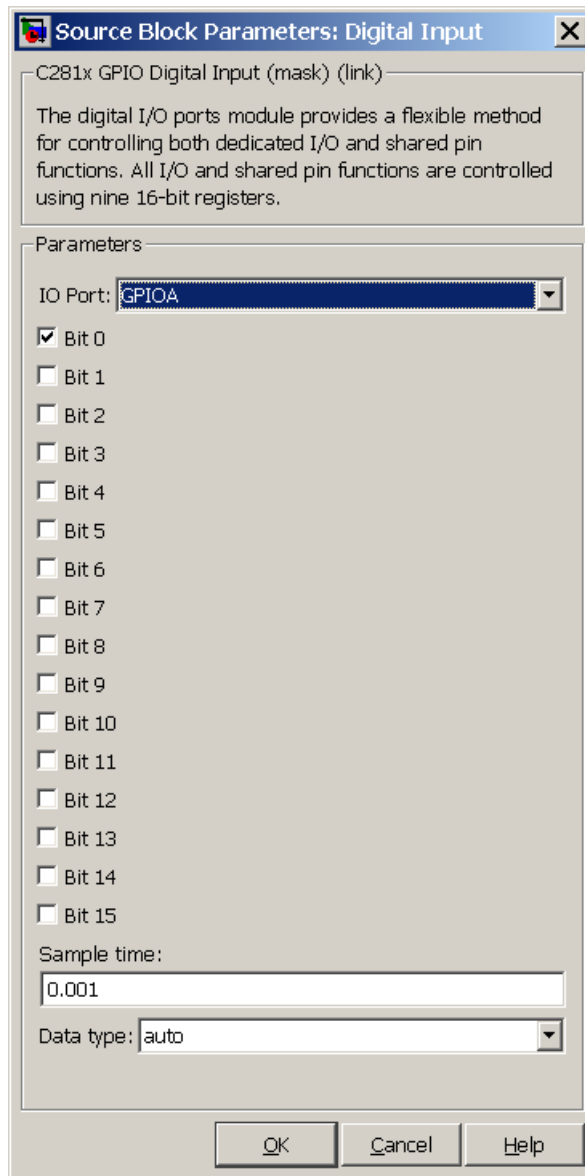 Source Block Parameters: Digital Input
C281x GPIO Digital Input (mask) (link)
The digital I/O ports module provides a flexible method
for controlling both dedicated I/O and shared pin
functions. All I/O and shared pin functions are controlled
using nine 16-bit registers.
Parameters
IO Port: GPIOA
Bit 0
Bit 1
Bit 2
Bit 3
Bit 4
Bit 5
Bit 6
Bit 7
Bit 8
Bit 9
Bit 10
Bit 11
Bit 12
Bit 13
Bit 14
Bit 15
Sample time:
0.001
Data type: auto
OK Cancel Help